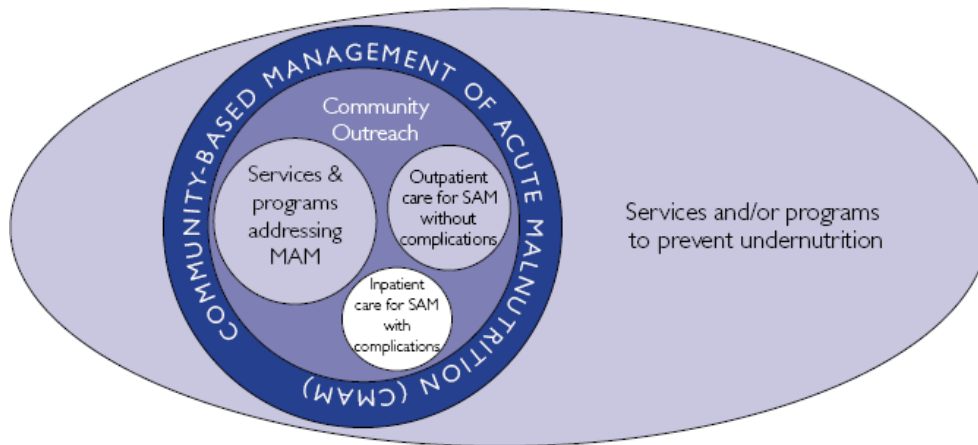 COMMUNITY-BASED MANAGEMENT OF ACUTE MALNUTRITION (CMAM)
Community
Outreach
Services &
programs
addressing
MAM
Outpatient
care for SAM
without
complications
Inpatient
care for SAM
with
complications
Services and/or programs
to prevent undernutrition